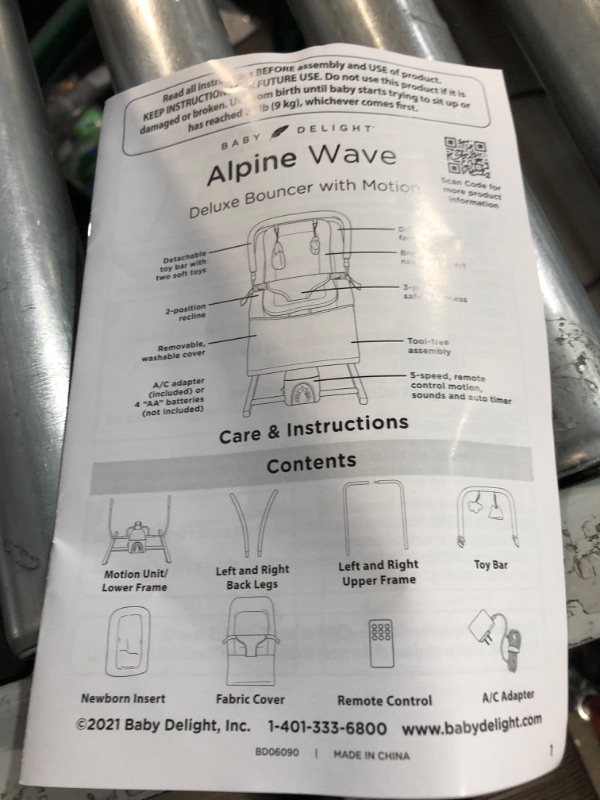 Read all BEFORE assembly and USE of product.
KEEP FUTURE USE. Do not use this product if it is
damaged or broken. birth until baby starts trying to sit up or
has reached (9 kg), whichever comes first.
BABY DELIGHT
Alpine Wave
Deluxe Bouncer with Motion
Scan Code for
more product
information
Detachable
toy bar with
two soft toys
2-position
recline
Removable,
washable cover
A/C adapter
(included) or
4 "AA" batteries
(not included)
Tool-free
assembly
5-speed, remote
control motion,
sounds and auto timer
Care & Instructions
Contents
Motion Unit/
Lower Frame
Left and Right
Back Legs
Left and Right
Upper Frame
Toy Bar
Newborn Insert
Fabric Cover
Remote Control
A/C Adapter
©2021 Baby Delight, Inc. 1-401-333-6800 www.babydelight.com
BD06090 | MADE IN CHINA
1